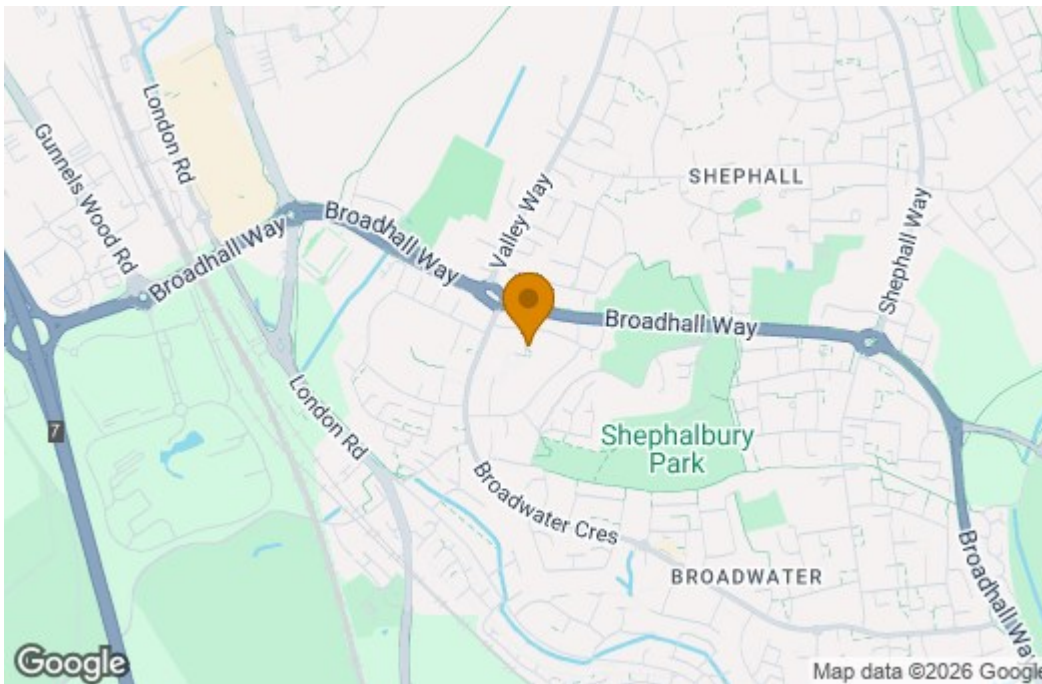 London Rd
Gunnels Wood Rd
Broadhall Way
Broadhall Way
Valley Way
SHEPHALL
Shephall Way
Broadhall Way
London Rd
7
Shephalbury
Park
Broadwater Cres
BROADWATER
Broadhall Way
Google
Map data ©2026 Google